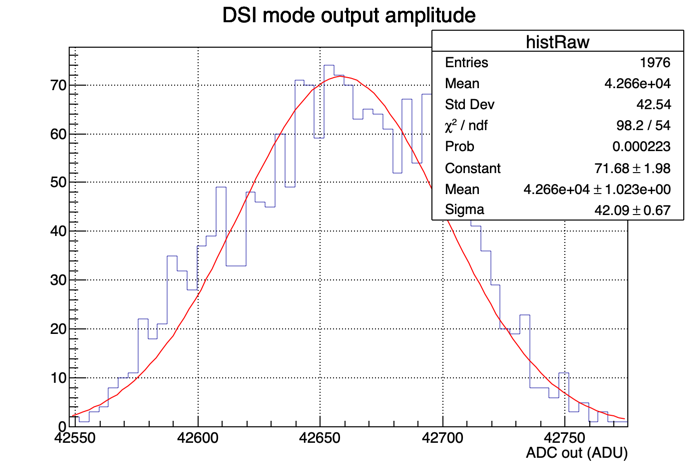 DSI mode output amplitude
histRaw
Entries 1976
Mean 4.266e+04
Std Dev 42.54
χ² / ndf 98.2 / 54
Prob 0.000223
Constant 71.68 ± 1.98
Mean 4.266e+04 ± 1.023e+00
Sigma 42.09 ± 0.67
70
60
50
40
30
20
10
0
42550 42600 42650 42700 42750
ADC out (ADU)